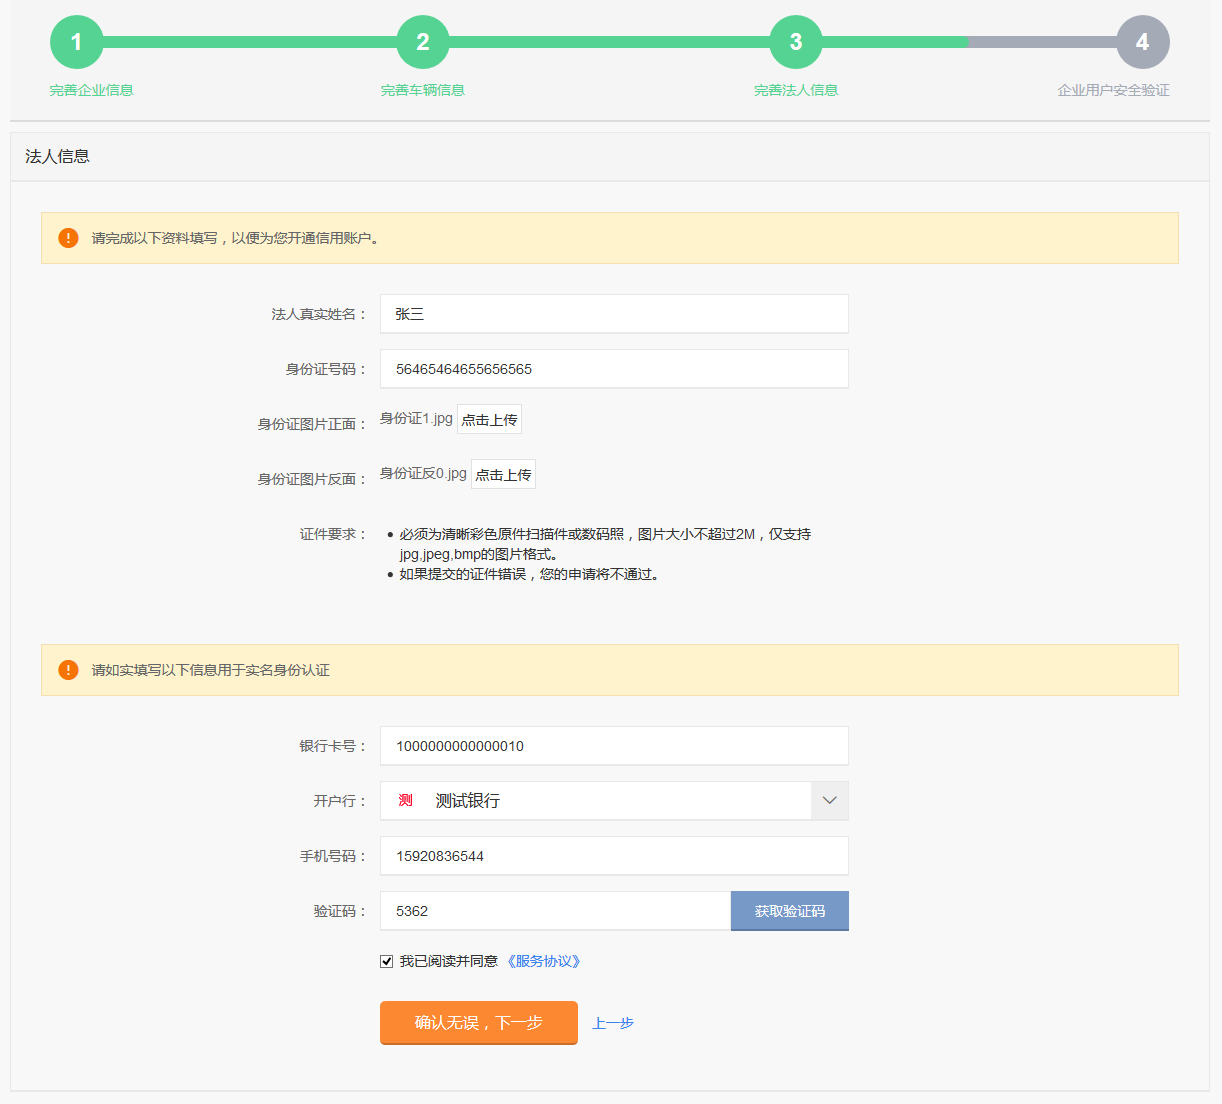 1 2 3 4
完善企业信息 完善车辆信息 完善法人信息 企业用户安全验证
法人信息
! 请完成以下资料填写，以便为您开通信用账户。
法人真实姓名： 张三
身份证号码： 56465464655656565
身份证图片正面： 身份证1.jpg 点击上传
身份证图片反面： 身份证反0.jpg 点击上传
证件要求： • 必须为清晰彩色原件扫描件或数码照，图片大小不超过2M，仅支持
jpg,jpeg,bmp的图片格式。
• 如果提交的证件错误，您的申请将不通过。
! 请如实填写以下信息用于实名身份认证
银行卡号： 1000000000000010
开户行： 测 测试银行
手机号码： 15920836544
验证码： 5362 获取验证码
我已阅读并同意 《服务协议》
确认无误，下一步 上一步